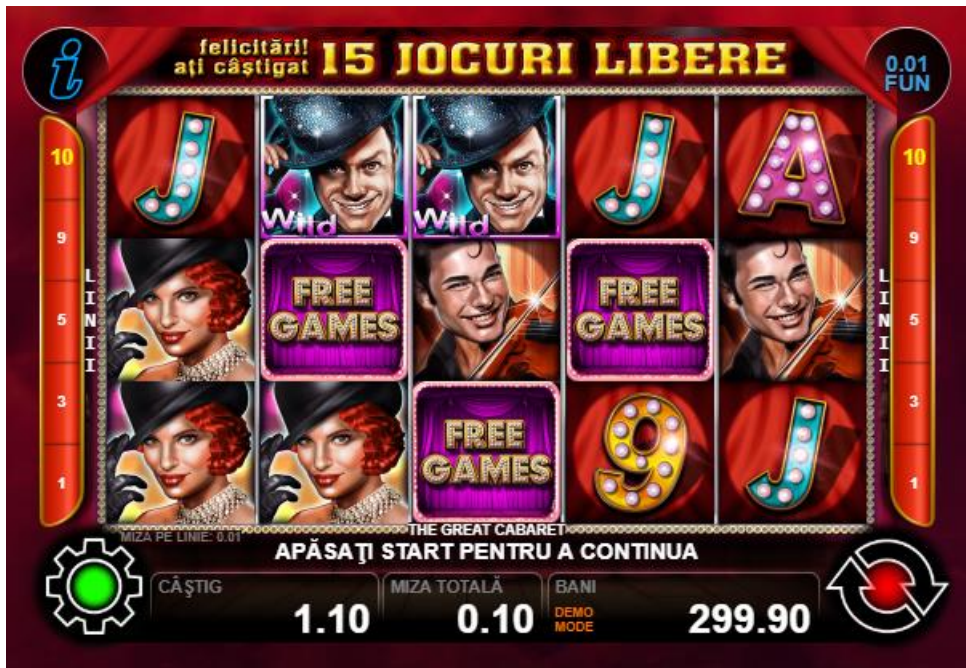 felicitări!
ați câștigat 15 JOCURI LIBERE
i
0.01
FUN
J
Wild
Wild
J
A
10
9
5
3
1
LINII
FREE
GAMES
FREE
GAMES
FREE
GAMES
9
J
10
9
5
3
1
LINII
THE GREAT CABARET
MIZA PE LINIE: 0.01
APĂSAȚI START PENTRU A CONTINUA
CÂȘTIG
1.10
MIZA TOTALĂ
0.10
BANI
DEMO
MODE
299.90